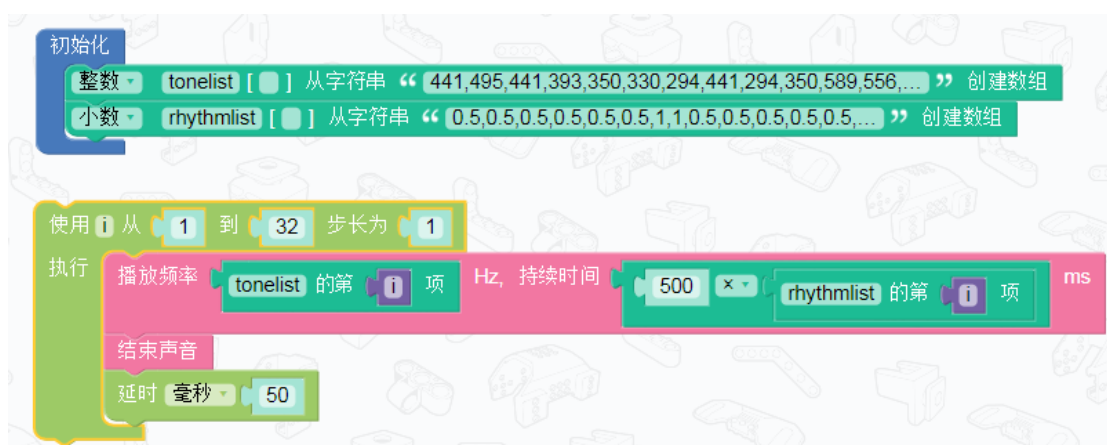 初始化
整数 tonelist [ ] 从字符串 “ 441,495,441,393,350,330,294,441,294,350,589,556,... ” 创建数组
小数 rhythmlist [ ] 从字符串 “ 0.5,0.5,0.5,0.5,0.5,0.5,1,1,0.5,0.5,0.5,0.5,0.5,... ” 创建数组
使用 i 从 1 到 32 步长为 1
执行 播放频率 tonelist 的第 i 项 Hz, 持续时间 500 × rhythmlist 的第 i 项 ms
结束声音
延时 毫秒 50